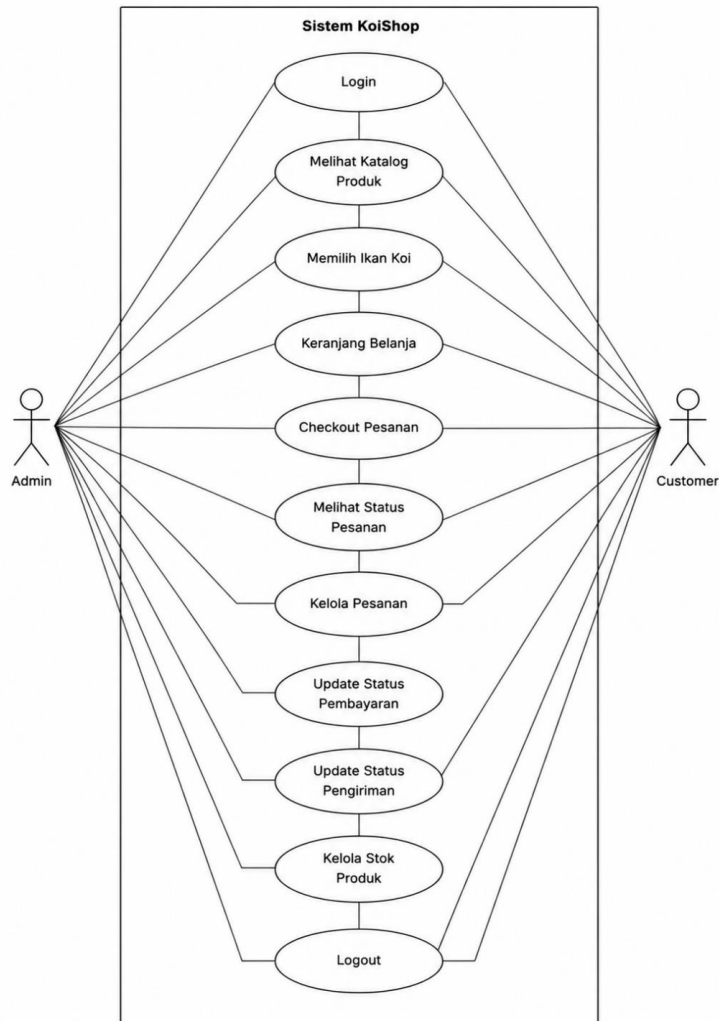 Sistem KoiShop
Login
Melihat Katalog
Produk
Memilih Ikan Koi
Keranjang Belanja
Checkout Pesanan
Admin
Customer
Melihat Status
Pesanan
Kelola Pesanan
Update Status
Pembayaran
Update Status
Pengiriman
Kelola Stok
Produk
Logout